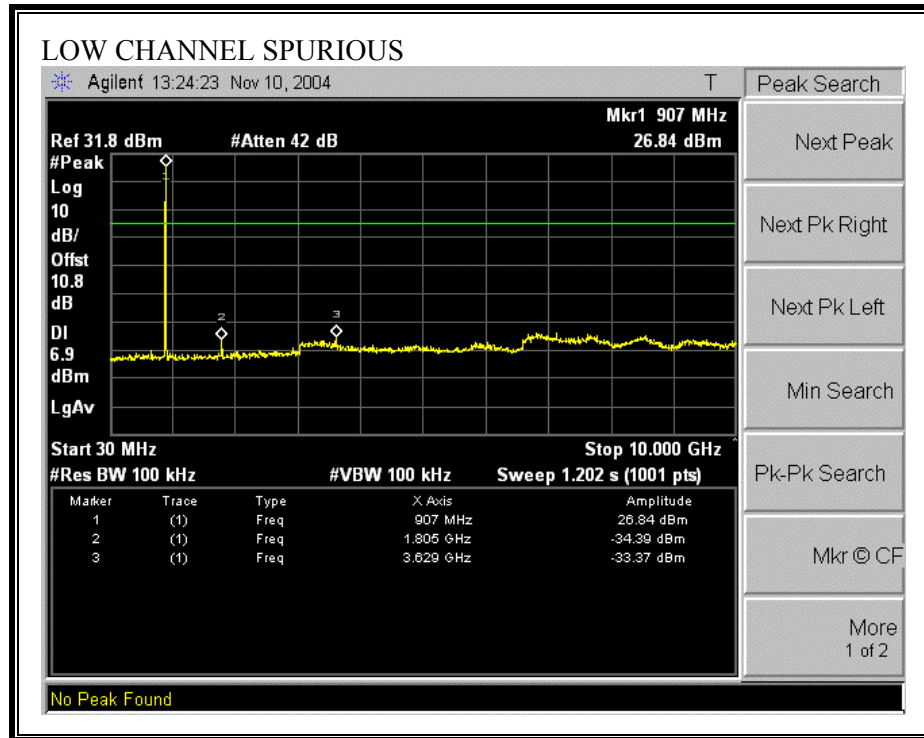 LOW CHANNEL SPURIOUS
Agilent 13:24:23 Nov 10, 2004 T
Peak Search
Mkr1 907 MHz
Ref 31.8 dBm #Atten 42 dB 26.84 dBm
#Peak
Log
10
dB/
Offst
10.8
dB
DI
6.9
dBm
LgAv
1
2
3
Start 30 MHz Stop 10.000 GHz
#Res BW 100 kHz #VBW 100 kHz Sweep 1.202 s (1001 pts)
Marker Trace Type X Axis Amplitude
1 (1) Freq 907 MHz 26.84 dBm
2 (1) Freq 1.805 GHz -34.39 dBm
3 (1) Freq 3.629 GHz -33.37 dBm
No Peak Found
Next Peak
Next Pk Right
Next Pk Left
Min Search
Pk-Pk Search
Mkr © CF
More
1 of 2